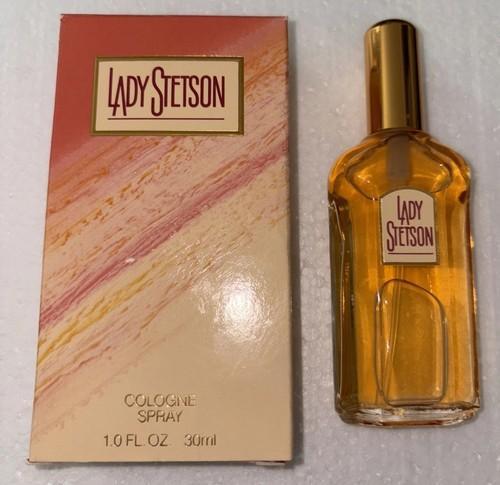 LADY STETSON
COLOGNE
SPRAY
1.0 FL. OZ. 30ml
LADY
STETSON